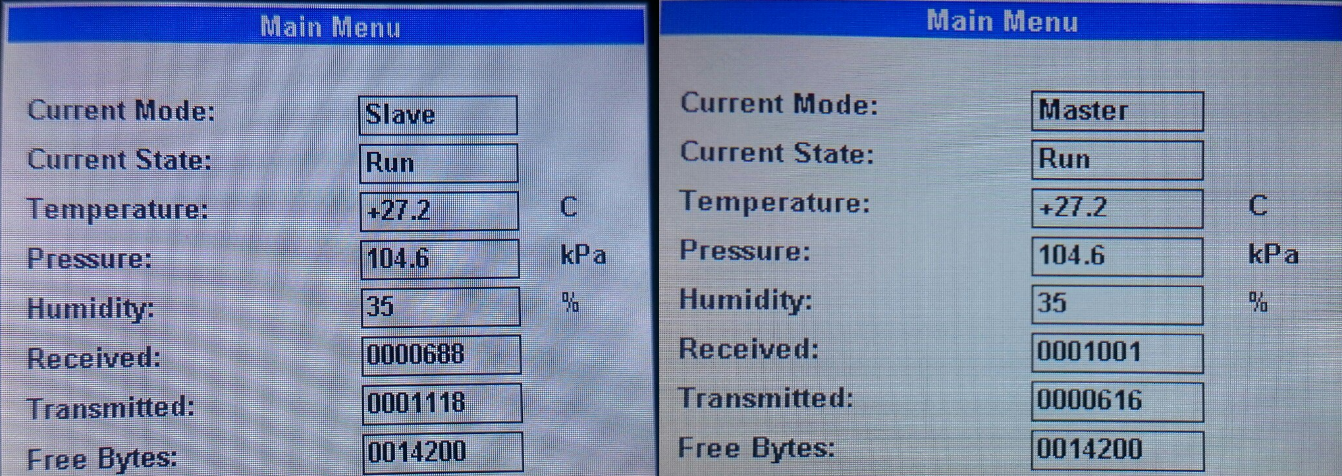 Main Menu
Current Mode: Slave
Current State: Run
Temperature: +27.2 C
Pressure: 104.6 kPa
Humidity: 35 %
Received: 0000688
Transmitted: 0001118
Free Bytes: 0014200
Main Menu
Current Mode: Master
Current State: Run
Temperature: +27.2 C
Pressure: 104.6 kPa
Humidity: 35 %
Received: 0001001
Transmitted: 0000616
Free Bytes: 0014200